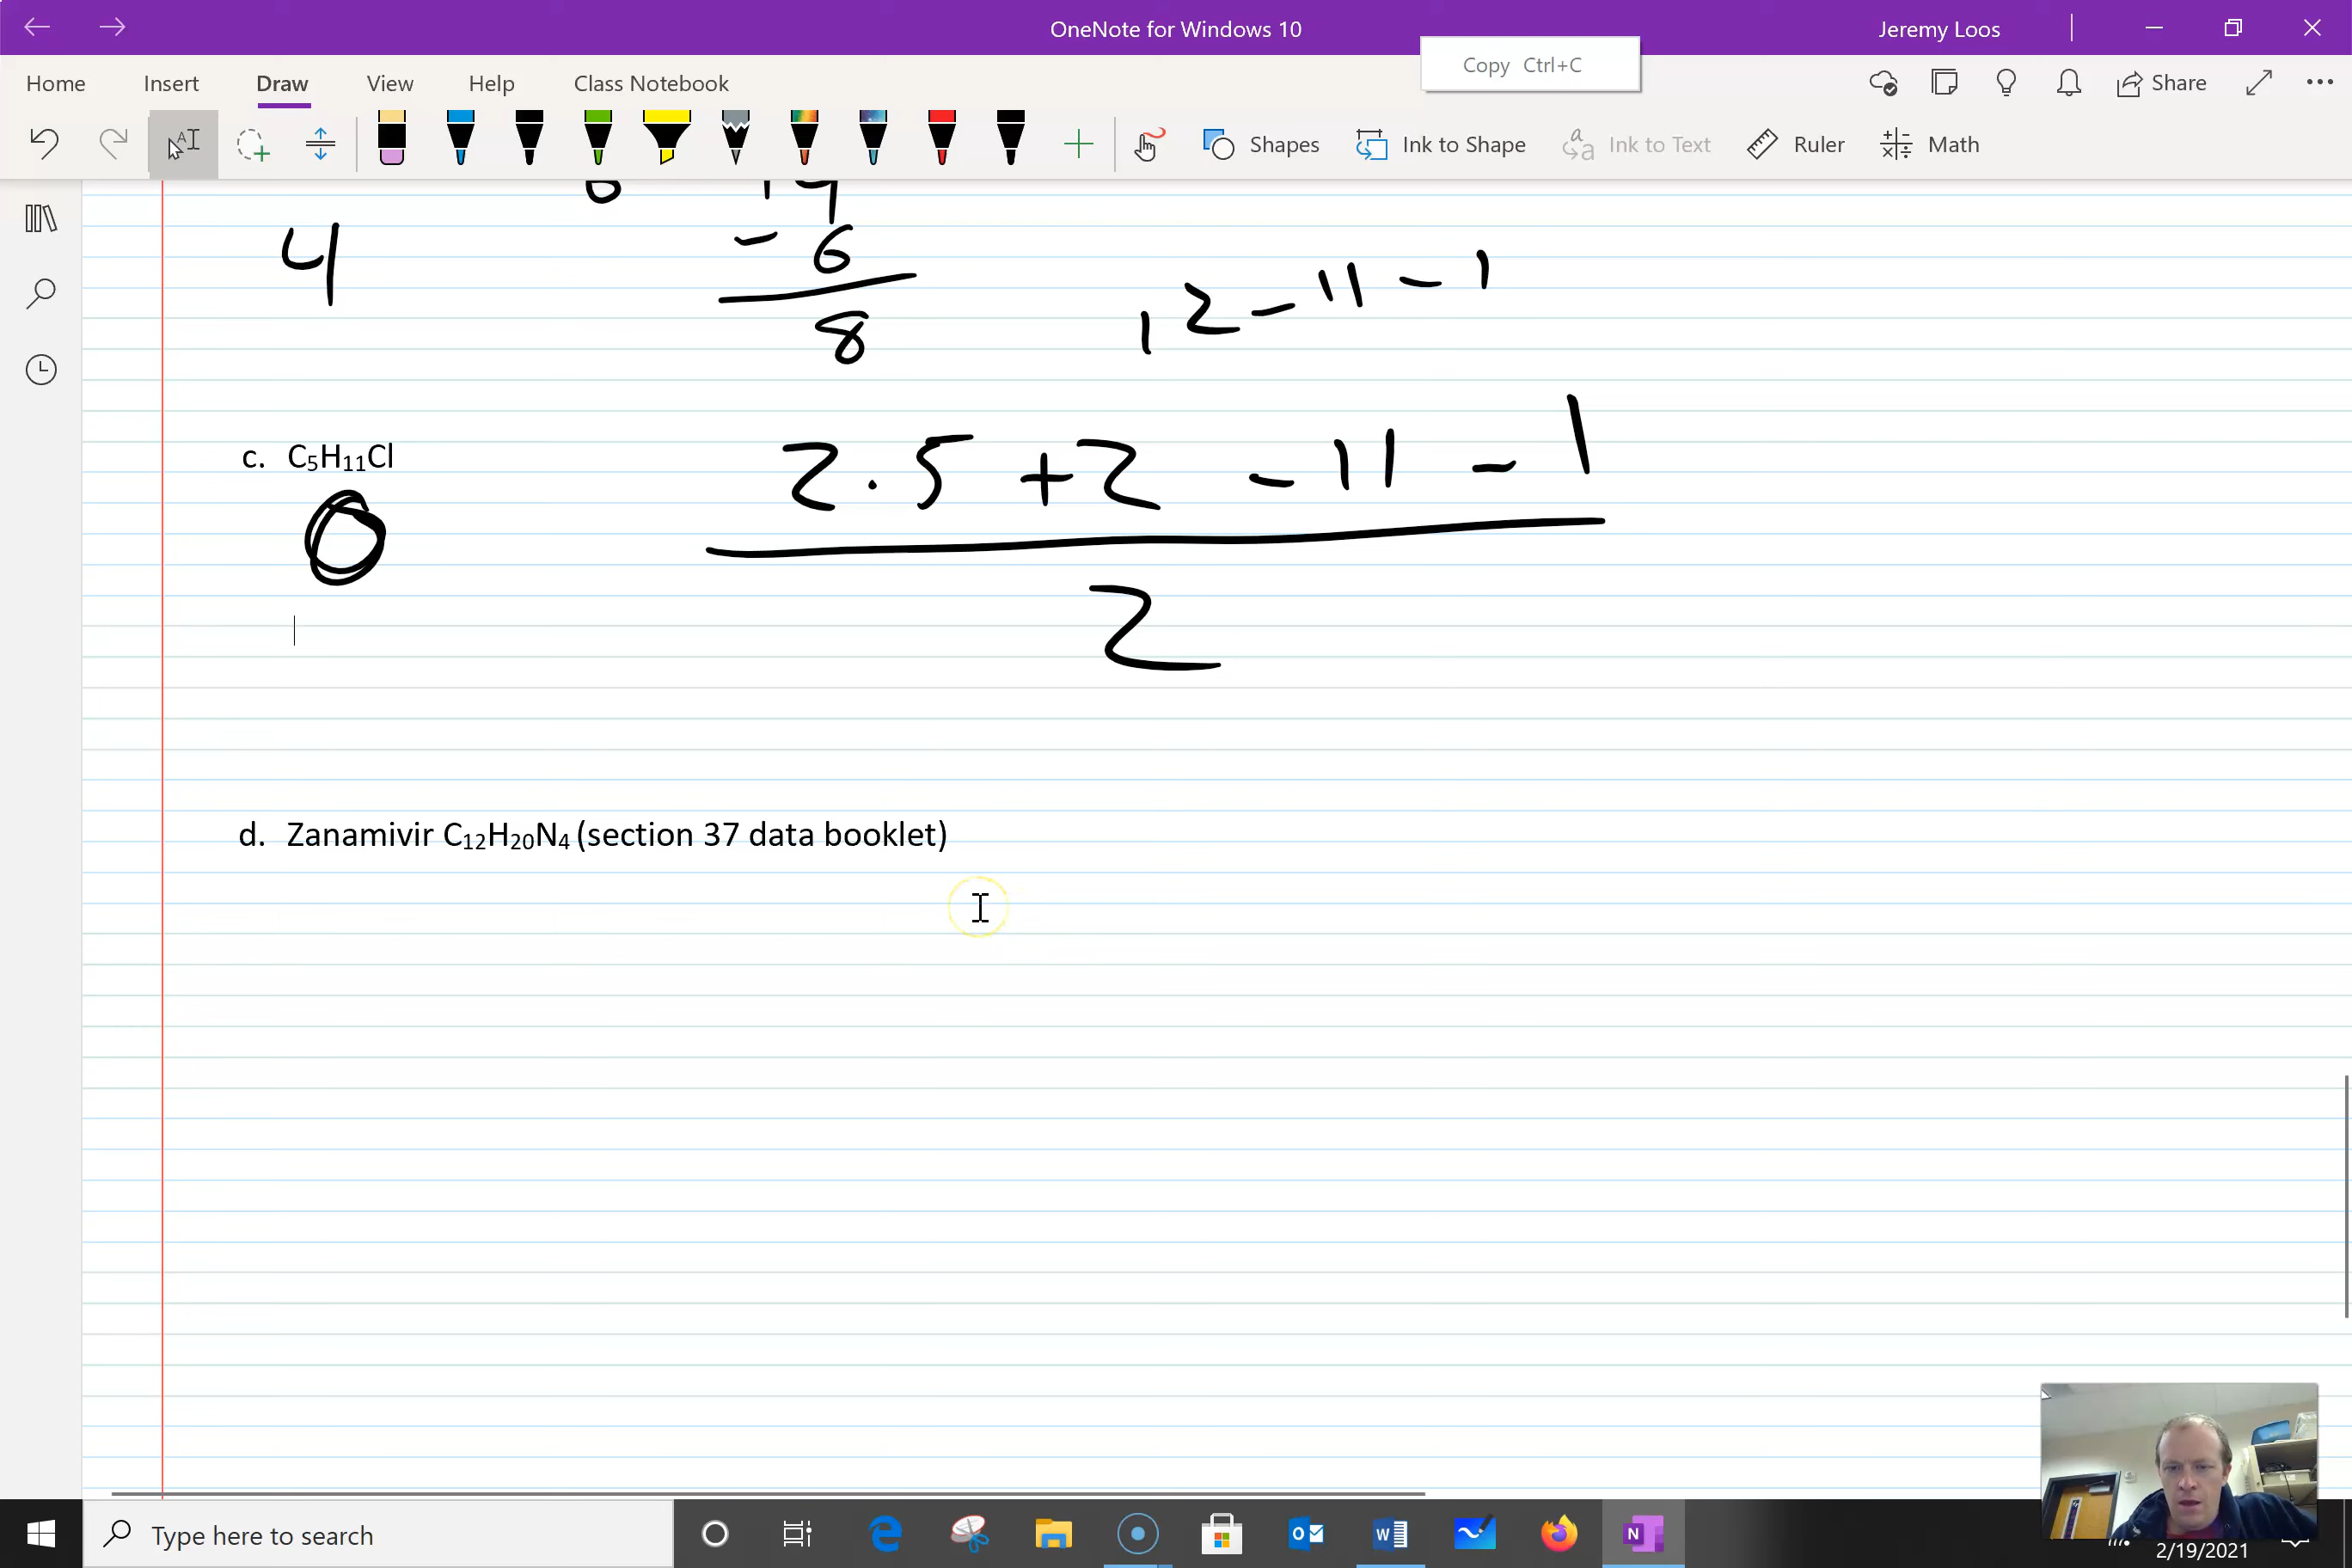 OneNote for Windows 10
Jeremy Loos
Copy Ctrl+C
Home Insert Draw View Help Class Notebook
Share
Shapes Ink to Shape Ink to Text Ruler Math
4
- 6
8
12 - 11 - 1
c. C₅H₁₁Cl
2 · 5 + 2 - 11 - 1
0
2
d. Zanamivir C₁₂H₂₀N₄ (section 37 data booklet)
Type here to search
2/19/2021